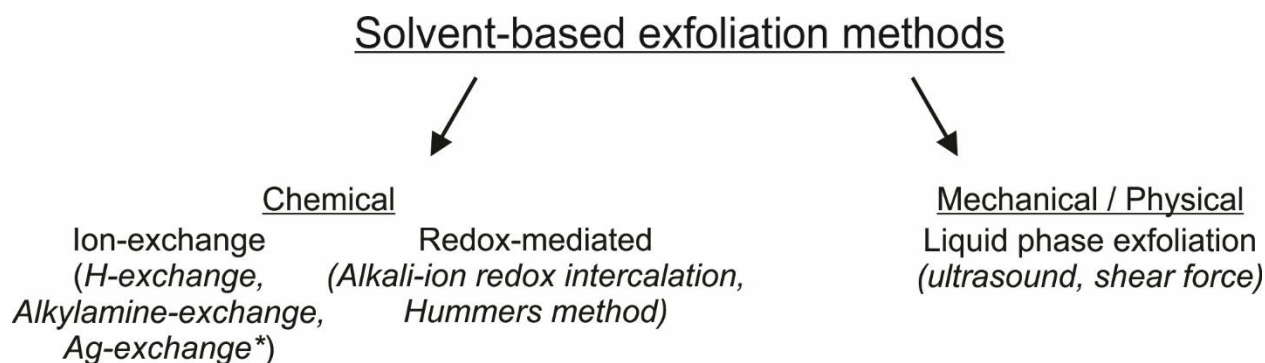 Solvent-based exfoliation methods
Chemical
Ion-exchange
(H-exchange,
Alkylamine-exchange,
Ag-exchange*)
Redox-mediated
(Alkali-ion redox intercalation,
Hummers method)
Mechanical / Physical
Liquid phase exfoliation
(ultrasound, shear force)